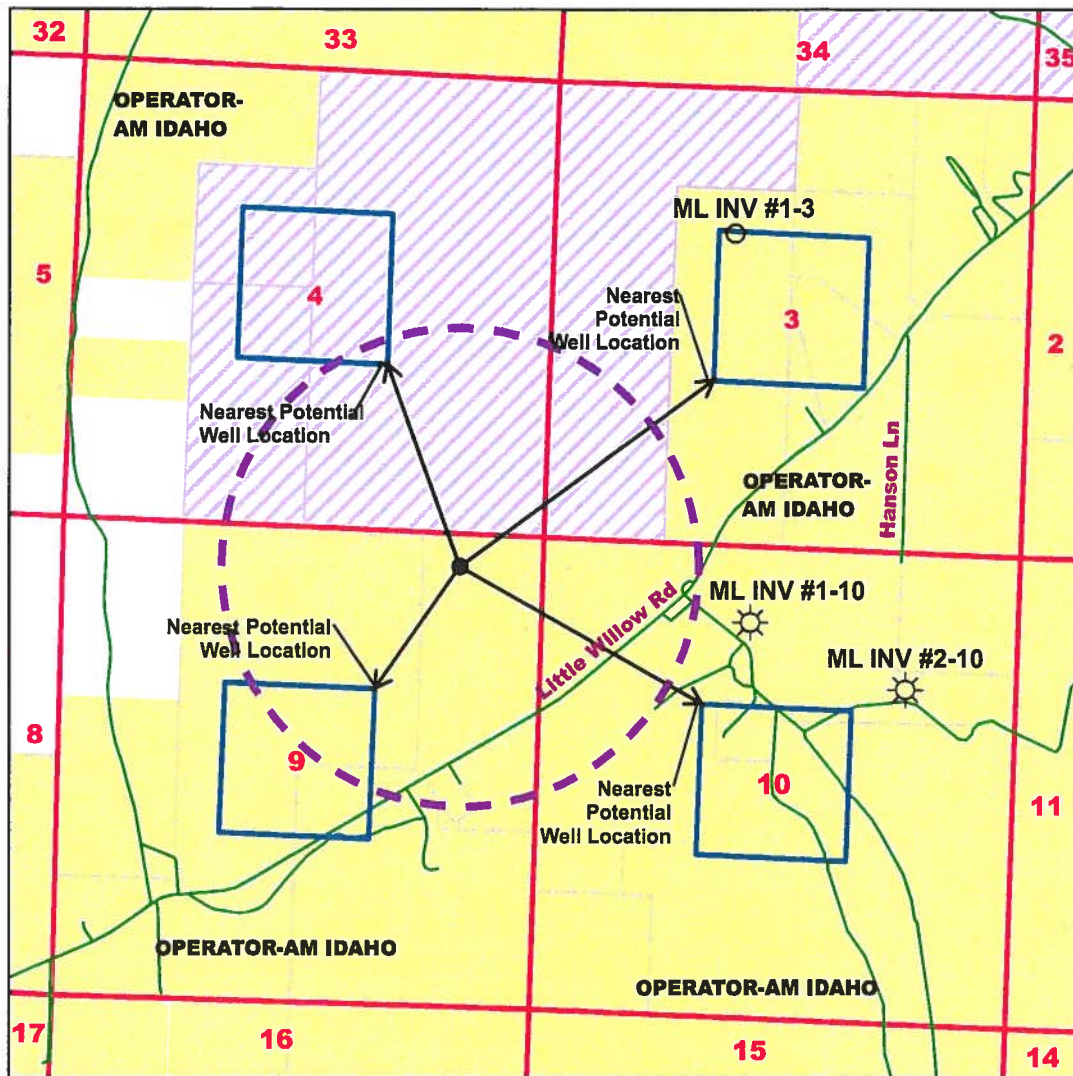 32
33
34
35
OPERATOR-
AM IDAHO
ML INV #1-3
5
4
Nearest
Potential
Well Location
3
2
Nearest Potential
Well Location
OPERATOR-
AM IDAHO
Hanson Ln
ML INV #1-10
Little Willow Rd
Nearest Potential
Well Location
ML INV #2-10
8
9
10
Nearest
Potential
Well Location
11
OPERATOR-AM IDAHO
OPERATOR-AM IDAHO
17
16
15
14